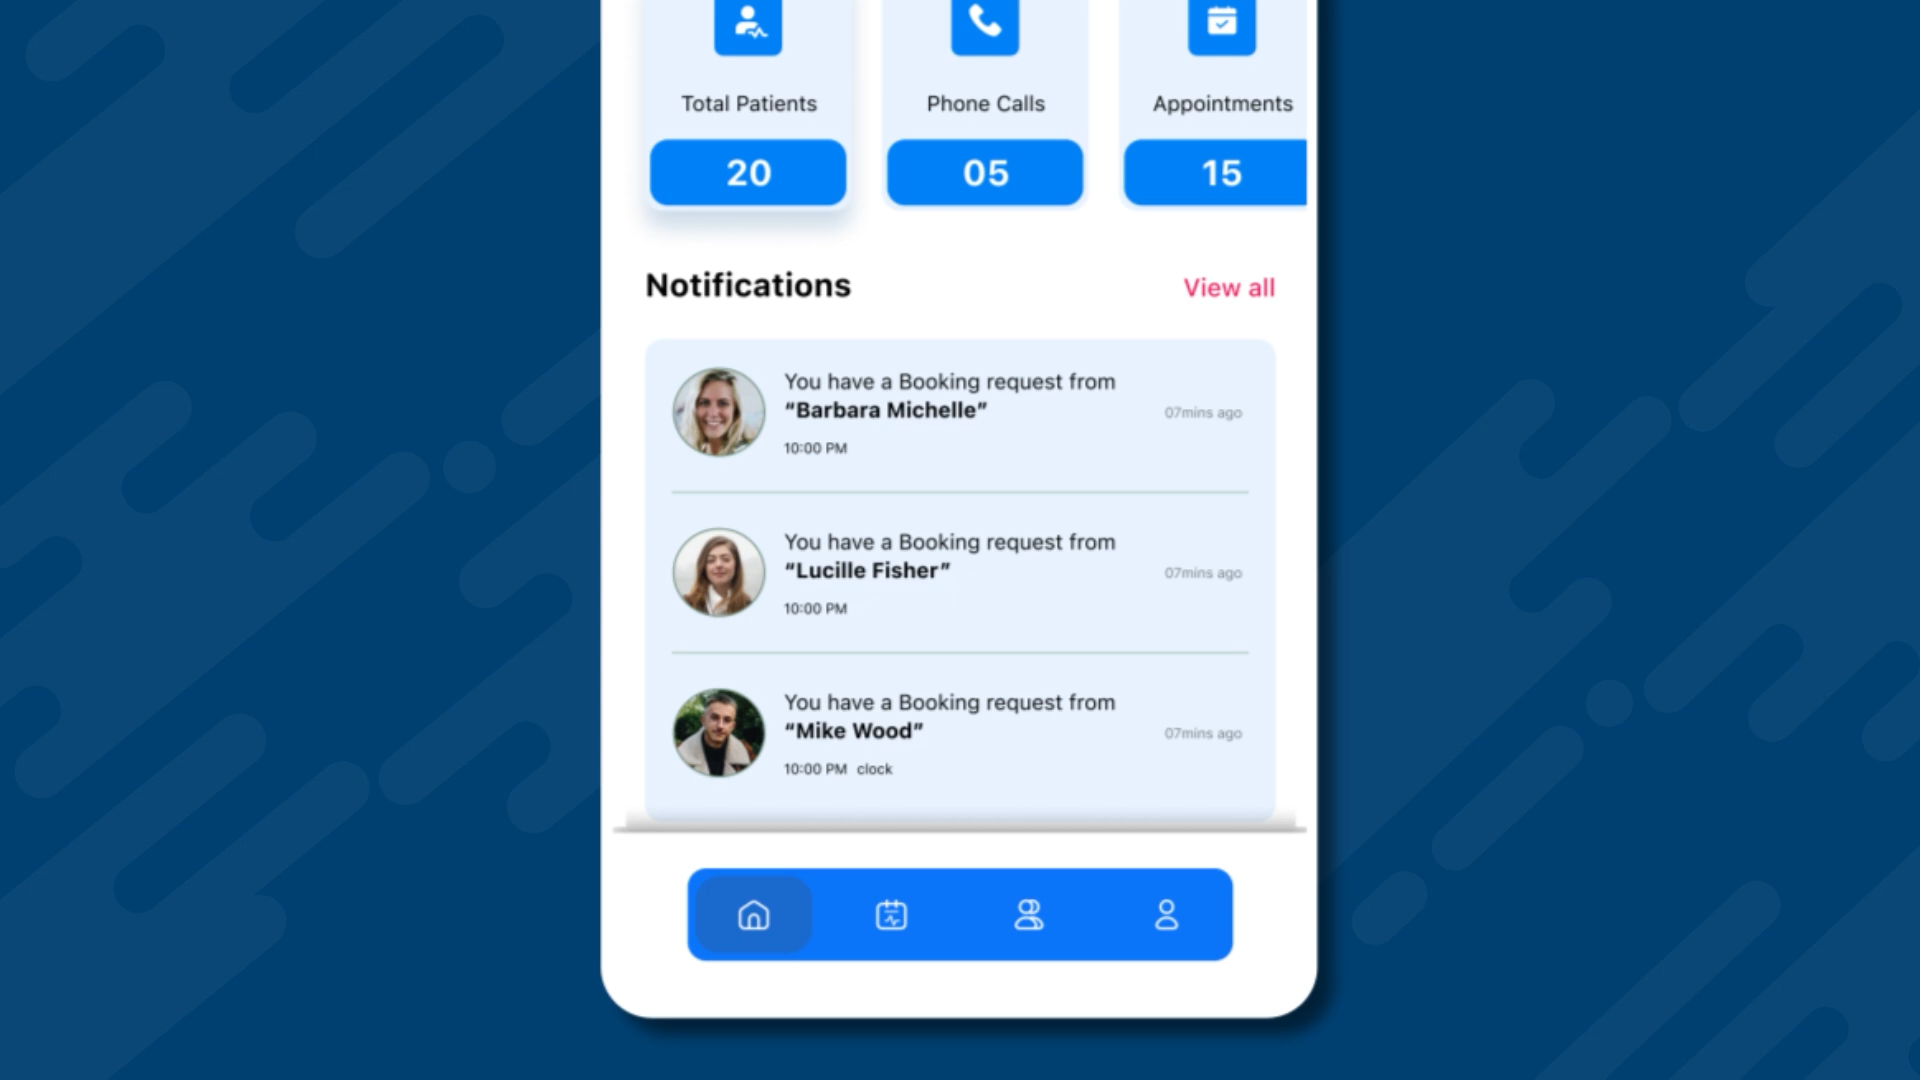 Total Patients
Phone Calls
Appointments
20
05
15
Notifications
View all
You have a Booking request from
“Barbara Michelle”
07mins ago
10:00 PM
You have a Booking request from
“Lucille Fisher”
07mins ago
10:00 PM
You have a Booking request from
“Mike Wood”
07mins ago
10:00 PM clock